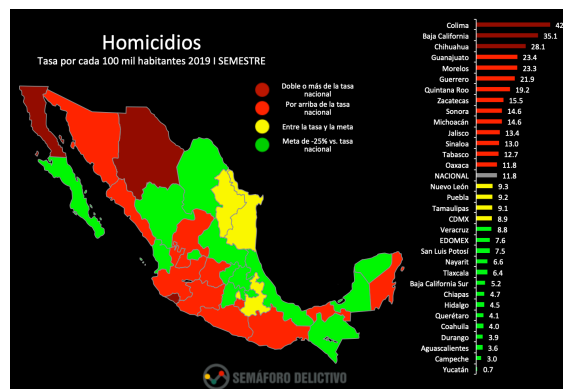 Homicidios
Tasa por cada 100 mil habitantes 2019 I SEMESTRE
Doble o más de la tasa
nacional
Por arriba de la tasa
nacional
Entre la tasa y la meta
Meta de -25% vs. tasa
nacional
Colima 42
Baja California 35.1
Chihuahua 28.1
Guanajuato 23.4
Morelos 23.3
Guerrero 21.9
Quintana Roo 19.2
Zacatecas 15.5
Sonora 14.6
Michoacán 14.6
Jalisco 13.4
Sinaloa 13.0
Tabasco 12.7
Oaxaca 11.8
NACIONAL 11.8
Nuevo León 9.3
Puebla 9.2
Tamaulipas 9.1
CDMX 8.9
Veracruz 8.8
EDOMEX 7.6
San Luis Potosí 7.5
Nayarit 6.6
Tlaxcala 6.4
Baja California Sur 5.2
Chiapas 4.7
Hidalgo 4.5
Querétaro 4.1
Coahuila 4.0
Durango 3.9
Aguascalientes 3.6
Campeche 3.0
Yucatán 0.7
SEMÁFORO DELICTIVO